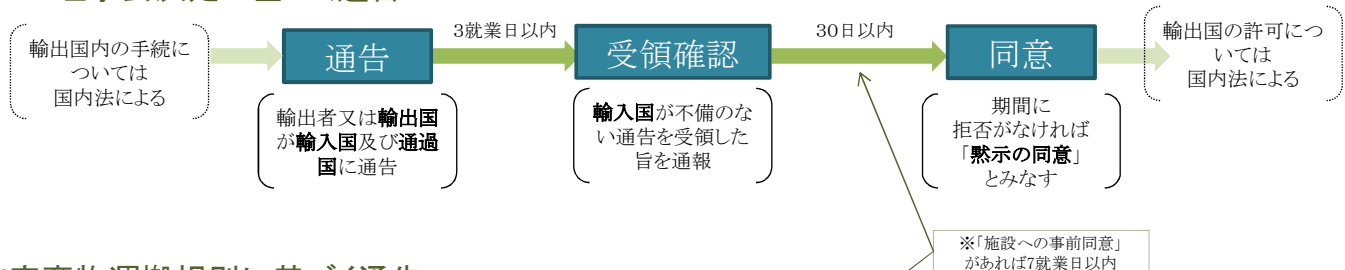 輸出国内の手続に
ついては
国内法による
通告
3就業日以内
受領確認
30日以内
同意
輸出国の許可につ
いては
国内法による
輸出者又は輸出国
が輸入国及び通過
国に通告
輸入国が不備のな
い通告を受領した
旨を通報
期間に
拒否がなければ
「黙示の同意」
とみなす
※「施設への事前同意」
があれば7就業日以内